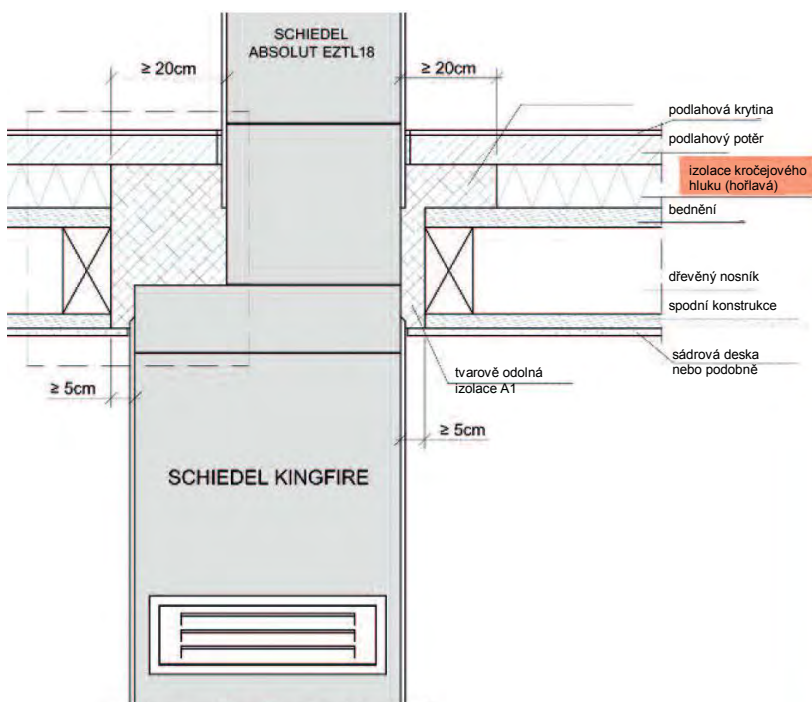 SCHIEDEL
ABSOLUT EZTL18
≥ 20cm
≥ 20cm
podlahová krytina
podlahový potěr
izolace kročejového
hluku (hořlavá)
bednění
dřevěný nosník
spodní konstrukce
sádrová deska
nebo podobně
tvarově odolná
izolace A1
≥ 5cm
≥ 5cm
SCHIEDEL KINGFIRE